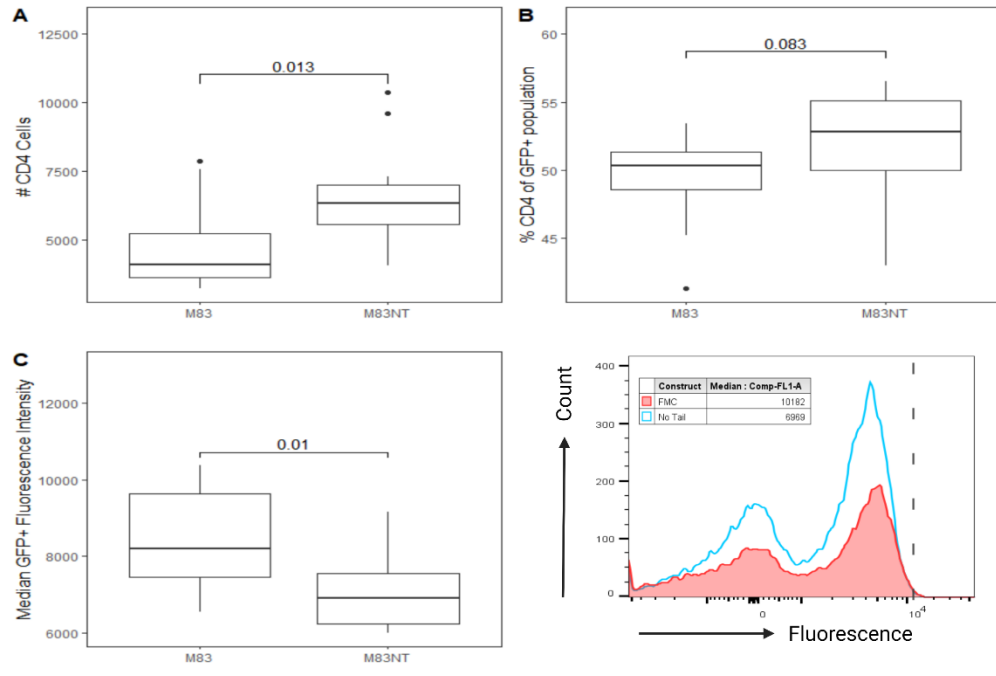 A
12500
10000
7500
5000
# CD4 Cells
0.013
M83
M83NT
B
60
55
50
45
% CD4 of GFP+ population
0.083
M83
M83NT
C
12000
10000
8000
6000
Median GFP+ Fluorescence Intensity
0.01
M83
M83NT
Count
400
300
200
100
0
Construct Median : Comp-FL1-A
FMC 10182
No Tail 6969
0 10^4
Fluorescence